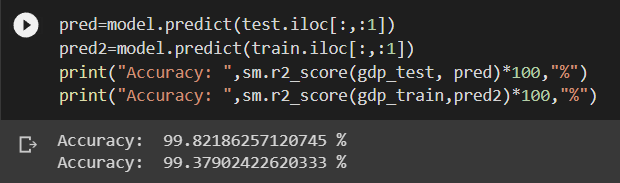 pred=model.predict(test.iloc[:,:1])
pred2=model.predict(train.iloc[:,:1])
print("Accuracy: ",sm.r2_score(gdp_test, pred)*100,"%")
print("Accuracy: ",sm.r2_score(gdp_train,pred2)*100,"%")
Accuracy:  99.82186257120745 %
Accuracy:  99.37902422620333 %